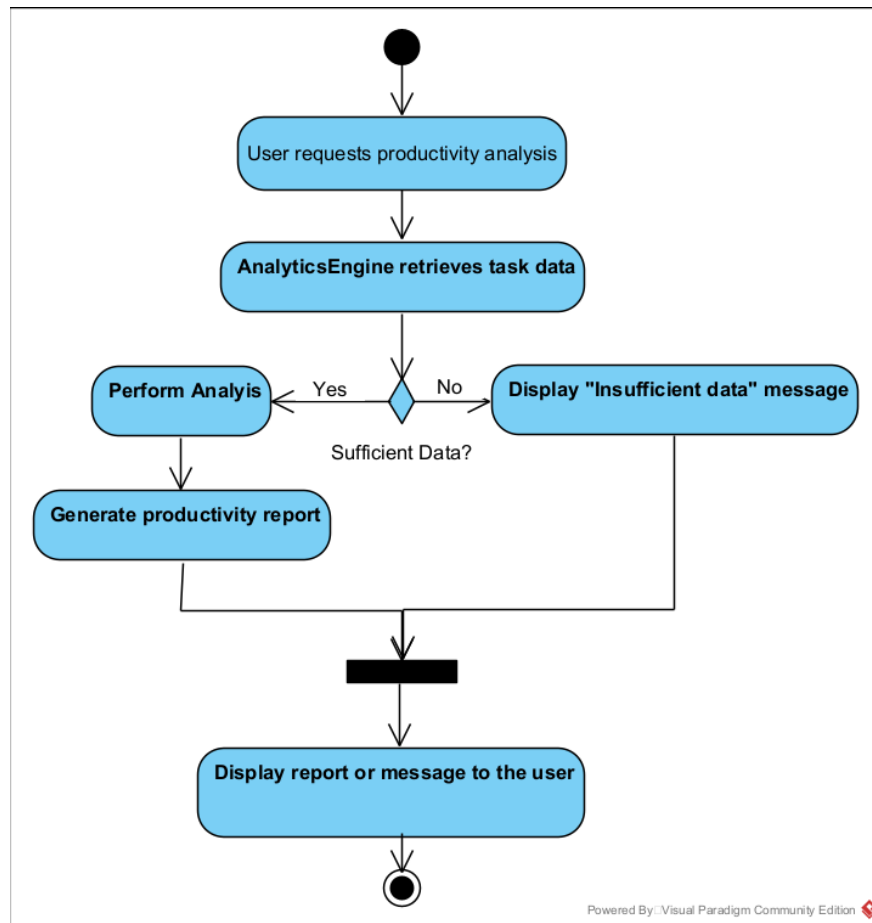 User requests productivity analysis
AnalyticsEngine retrieves task data
Perform Analyis
Yes
No
Display "Insufficient data" message
Sufficient Data?
Generate productivity report
Display report or message to the user
Powered By Visual Paradigm Community Edition